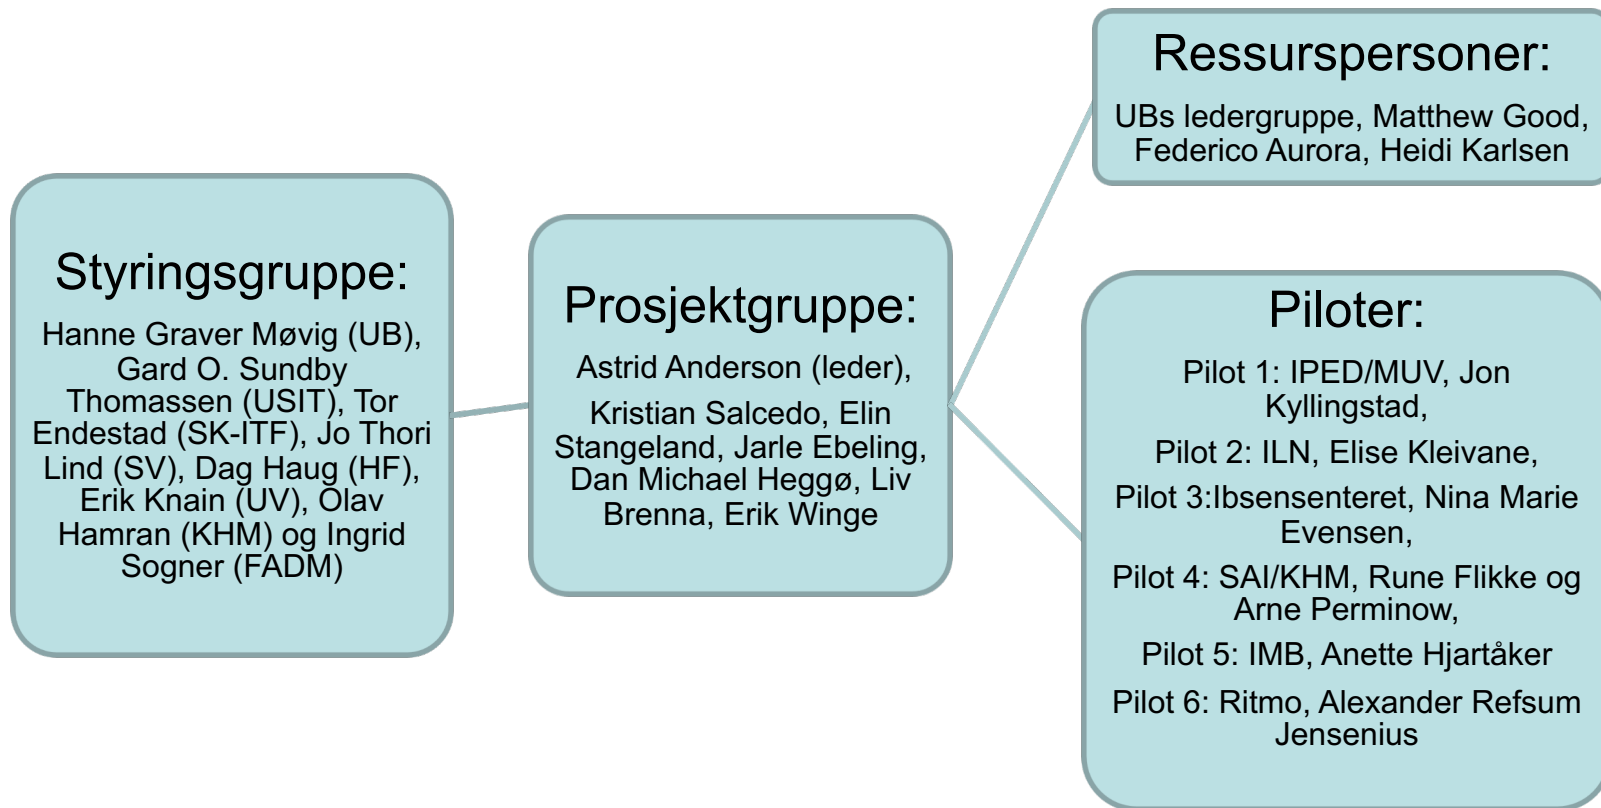 Styringsgruppe:
Hanne Graver Møvig (UB),
Gard O. Sundby
Thomassen (USIT), Tor
Endestad (SK-ITF), Jo Thori
Lind (SV), Dag Haug (HF),
Erik Knain (UV), Olav
Hamran (KHM) og Ingrid
Sogner (FADM)
Prosjektgruppe:
Astrid Anderson (leder),
Kristian Salcedo, Elin
Stangeland, Jarle Ebeling,
Dan Michael Heggø, Liv
Brenna, Erik Winge
Ressurspersoner:
UBs ledergruppe, Matthew Good,
Federico Aurora, Heidi Karlsen
Piloter:
Pilot 1: IPED/MUV, Jon
Kyllingstad,
Pilot 2: ILN, Elise Kleivane,
Pilot 3:Ibsensenteret, Nina Marie
Evensen,
Pilot 4: SAI/KHM, Rune Flikke og
Arne Perminow,
Pilot 5: IMB, Anette Hjartåker
Pilot 6: Ritmo, Alexander Refsum
Jensenius